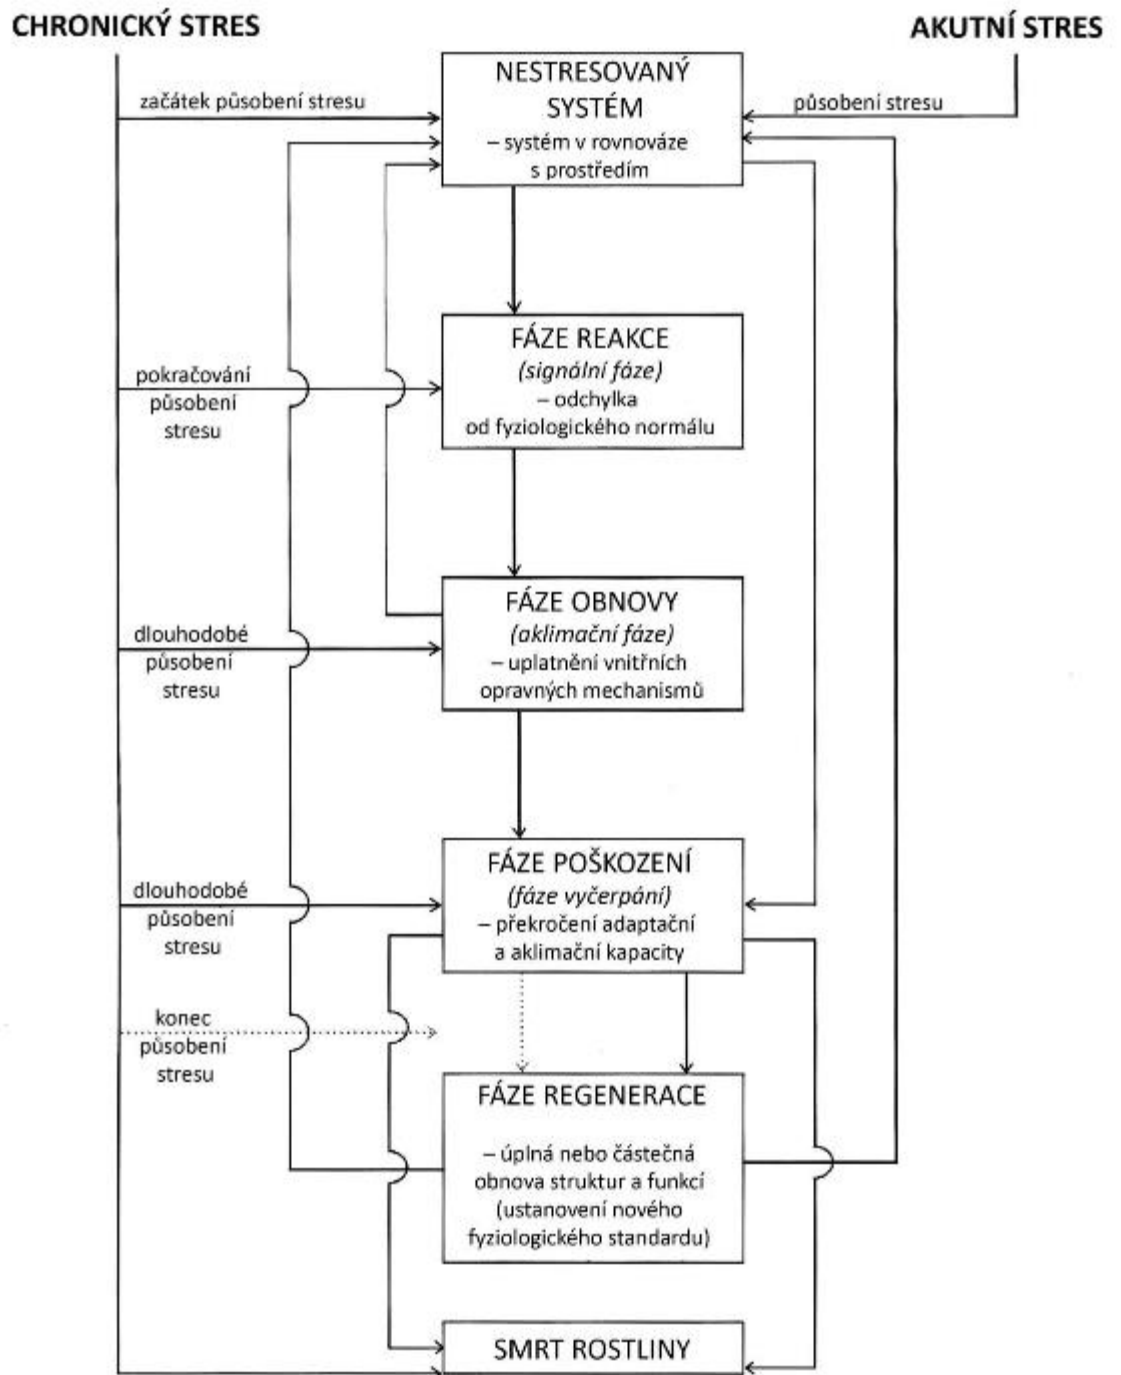 CHRONICKÝ STRES
AKUTNÍ STRES
NESTRESOVANÝ
SYSTÉM
– systém v rovnováze
s prostředím
začátek působení stresu
působení stresu
FÁZE REAKCE
(signální fáze)
– odchylka
od fyziologického normálu
pokračování
působení
stresu
FÁZE OBNOVY
(aklimační fáze)
– uplatnění vnitřních
opravných mechanismů
dlouhodobé
působení
stresu
FÁZE POŠKOZENÍ
(fáze vyčerpání)
– překročení adaptační
a aklimační kapacity
dlouhodobé
působení
stresu
konec
působení
stresu
FÁZE REGENERACE
– úplná nebo částečná
obnova struktur a funkcí
(ustanovení nového
fyziologického standardu)
SMRT ROSTLINY